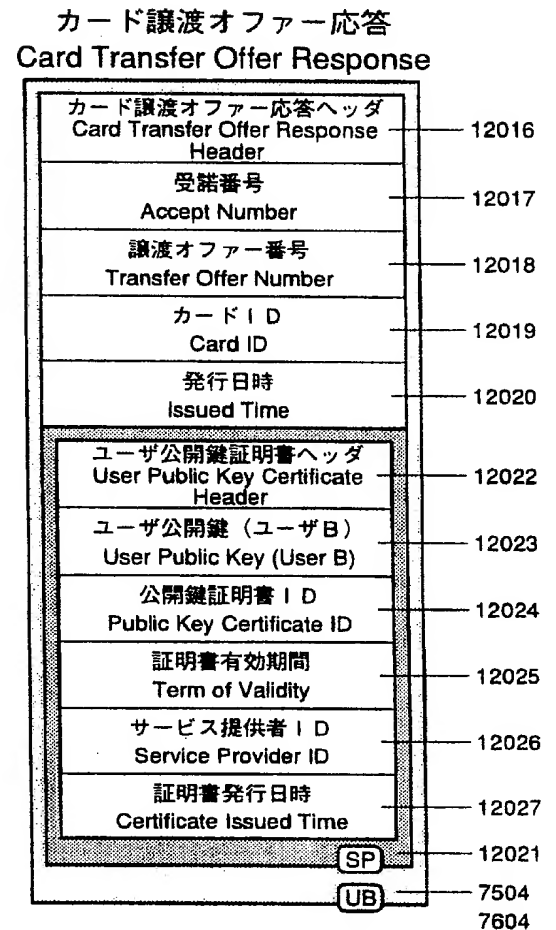 カード譲渡オファー応答
Card Transfer Offer Response
カード譲渡オファー応答ヘッダ
Card Transfer Offer Response
Header
12016
受諾番号
Accept Number
12017
譲渡オファー番号
Transfer Offer Number
12018
カードID
Card ID
12019
発行日時
Issued Time
12020
ユーザ公開鍵証明書ヘッダ
User Public Key Certificate
Header
12022
ユーザ公開鍵（ユーザB）
User Public Key (User B)
12023
公開鍵証明書ID
Public Key Certificate ID
12024
証明書有効期間
Term of Validity
12025
サービス提供者ID
Service Provider ID
12026
証明書発行日時
Certificate Issued Time
12027
SP
12021
UB
7504
7604